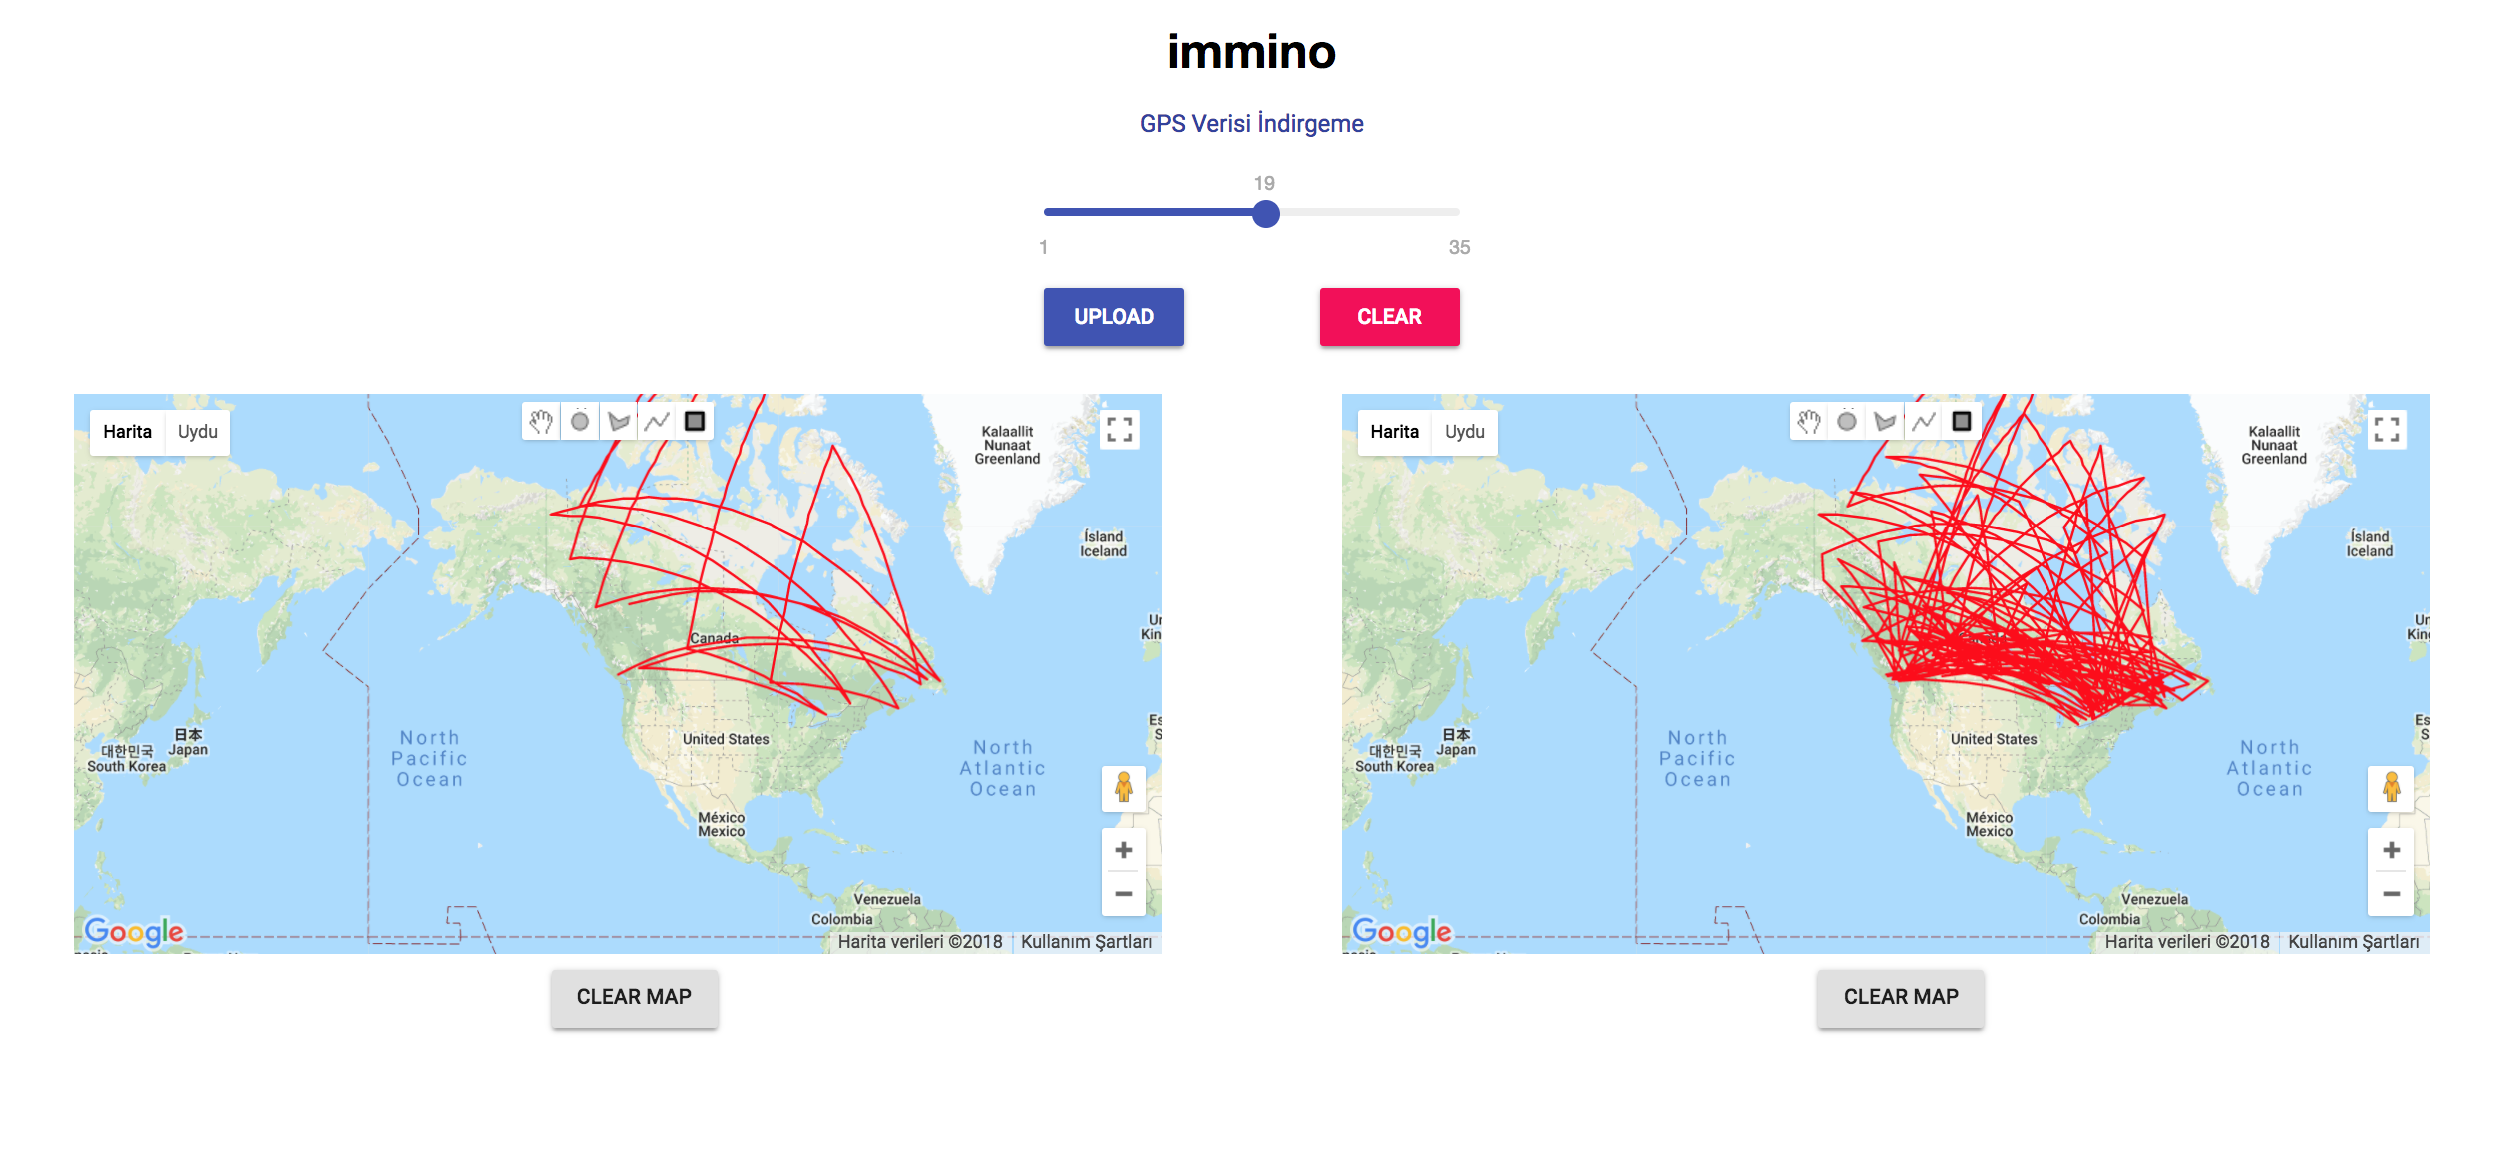 immino
GPS Verisi İndirgeme
19
1
35
UPLOAD
CLEAR
Harita
Uydu
Kalaallit
Nunaat
Greenland
Ísland
Iceland
Canada
North
Pacific
Ocean
日本
Japan
대한민국
South Korea
United States
North
Atlantic
Ocean
México
Mexico
Venezuela
Colombia
Google
Harita verileri ©2018
Kullanım Şartları
CLEAR MAP
Harita
Uydu
Kalaallit
Nunaat
Greenland
Ísland
Iceland
North
Pacific
Ocean
日本
Japan
대한민국
South Korea
United States
North
Atlantic
Ocean
México
Mexico
Venezuela
Colombia
Google
Harita verileri ©2018
Kullanım Şartları
CLEAR MAP